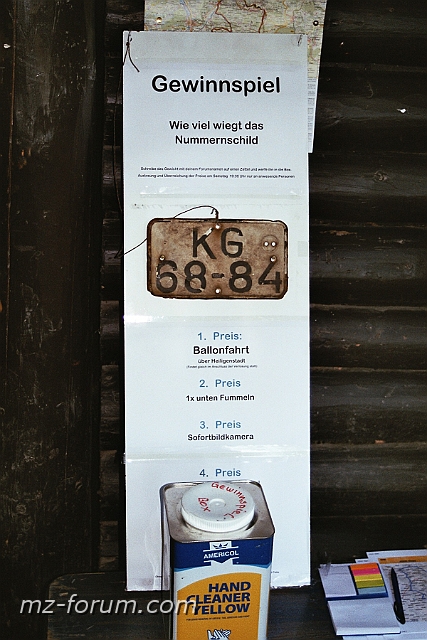 Gewinnspiel
Wie viel wiegt das
Nummernschild
KG
68-84
1. Preis:
Ballonfahrt
über Heiligenstadt
2. Preis
1x unten Fummeln
3. Preis
Sofortbildkamera
4. Preis
Gewinnspiel
Box
AMERICOL
HAND
CLEANER
YELLOW
mz-forum.com